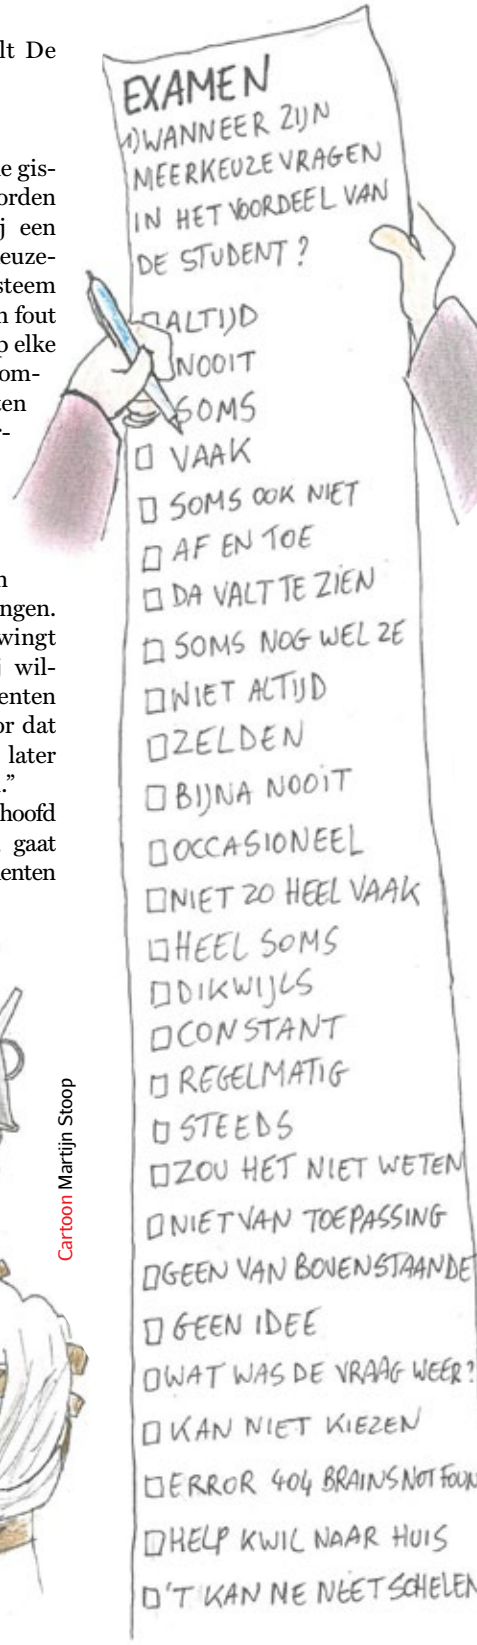 lt De
e gis-
orden
j een
euze-
steem
n fout
p elke
om-
ten
r-
n
ngen.
wingt
j wil-
enten
or dat
later
.”
hoofd
gaat
enten
Cartoon Martijn Stoop
EXAMEN
1) WANNEER ZIJN
MEERKEUZEVRAGEN
IN HET VOORDEEL VAN
DE STUDENT?
ALTIJD
NOOIT
SOMS
VAAK
SOMS OOK NIET
AF EN TOE
DA VALT TE ZIEN
SOMS NOG WEL ZE
NIET ALTIJD
ZELDEN
BIJNA NOOIT
OCCASIONEEL
NIET ZO HEEL VAAK
HEEL SOMS
DIKWIJLS
CONSTANT
REGELMATIG
STEEDS
ZOU HET NIET WETEN
NIET VAN TOEPASSING
GEEN VAN BOVENSTAANDE
GEEN IDEE
WAT WAS DE VRAAG WEER?
KAN NIET KIEZEN
ERROR 404 BRAINS NOT FOUN
HELP KWIL NAAR HUIS
'T KAN ME NEET SCHELEN